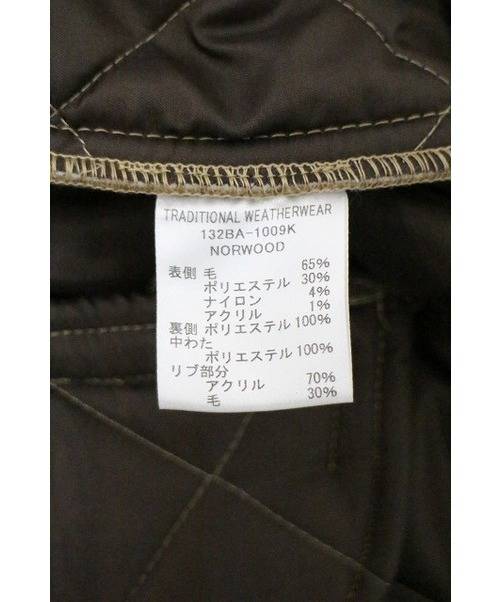 TRADITIONAL WEATHERWEAR
132BA-1009K
NORWOOD
表側 毛 65%
ポリエステル 30%
ナイロン 4%
アクリル 1%
裏側 ポリエステル 100%
中わた
ポリエステル 100%
リブ部分
アクリル 70%
毛 30%